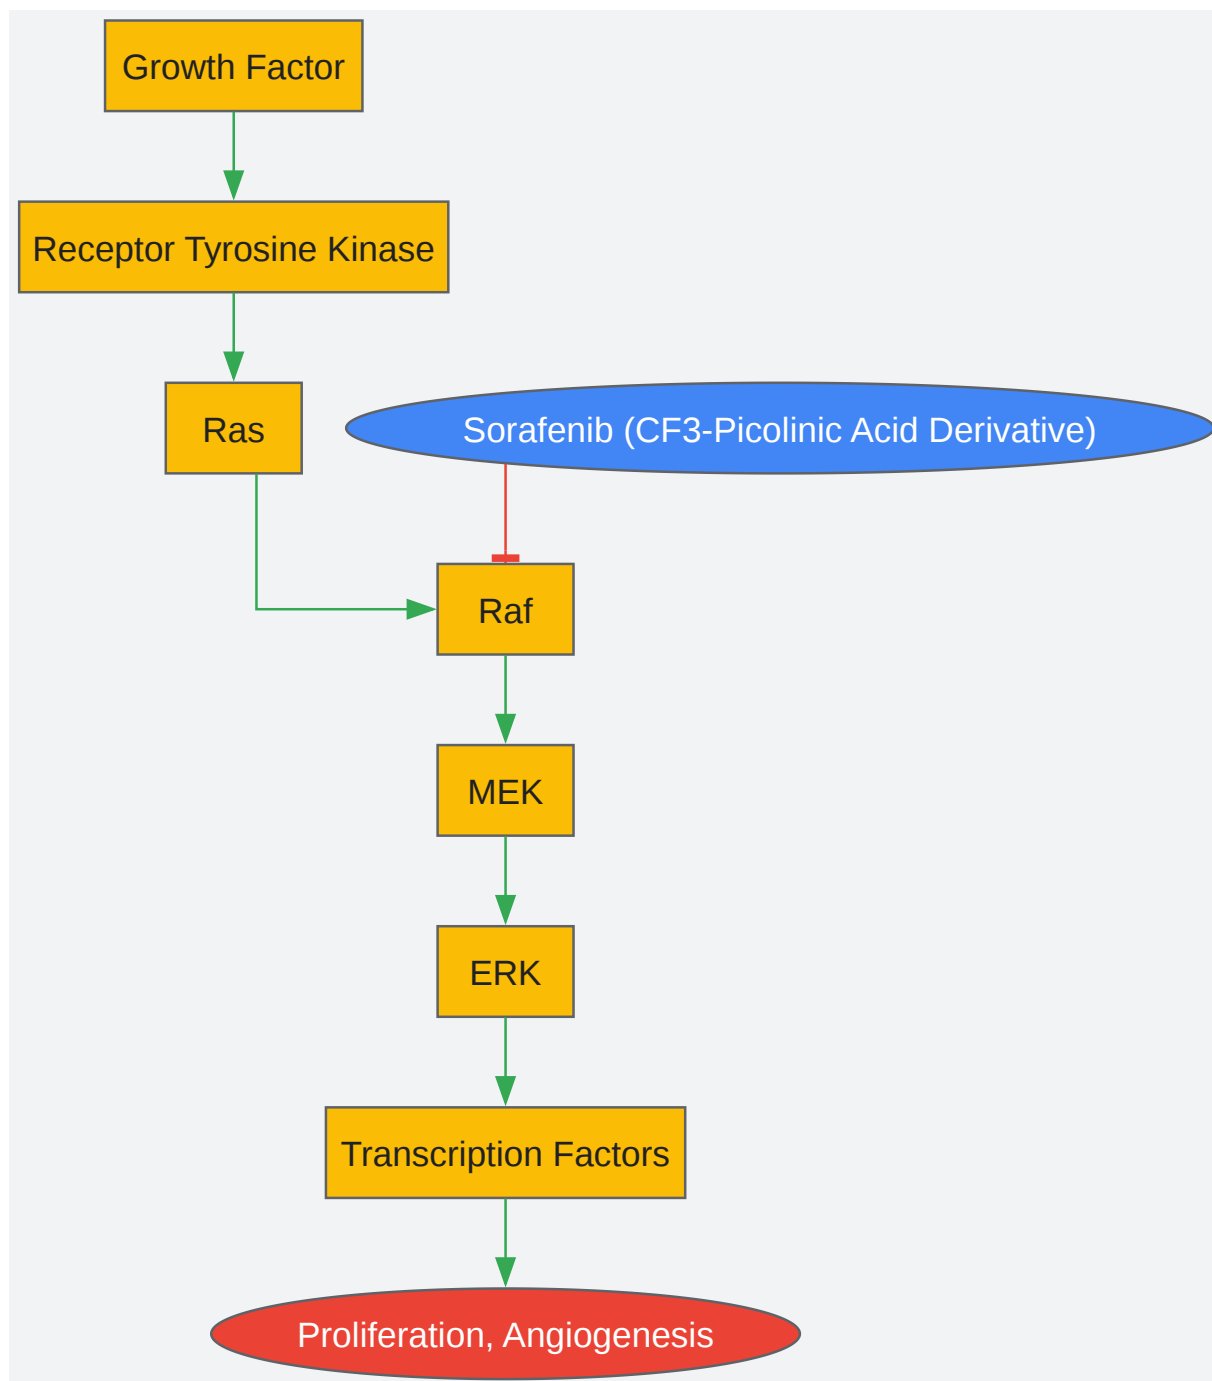 Growth Factor
Receptor Tyrosine Kinase
Ras
Sorafenib (CF3-Picolinic Acid Derivative)
Raf
MEK
ERK
Transcription Factors
Proliferation, Angiogenesis